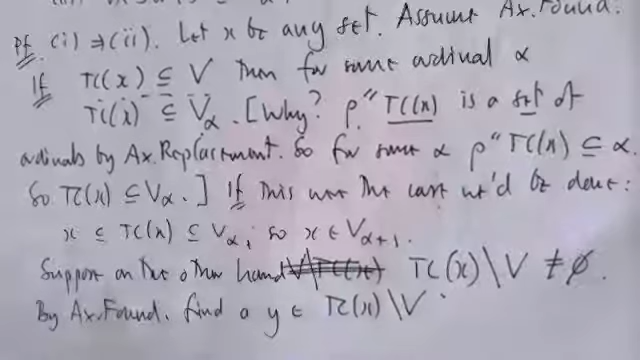 Pf. (i) ⇒ (ii). Let x be any set. Assume Ax. Found.
If TC(x) ⊆ V then for some ordinal α
TC(x) ⊆ Vα. [Why? ρ"TC(x) is a set of
ordinals by Ax. Replacement. So for some α ρ"TC(x) ⊆ α.
So TC(x) ⊆ Vα.] If this were the case we'd be done:
x ⊆ TC(x) ⊆ Vα, so x ∈ Vα+1.
Suppose on the other hand TC(x)\V ≠ ∅.
By Ax. Found. find a y ∈ TC(x)\V